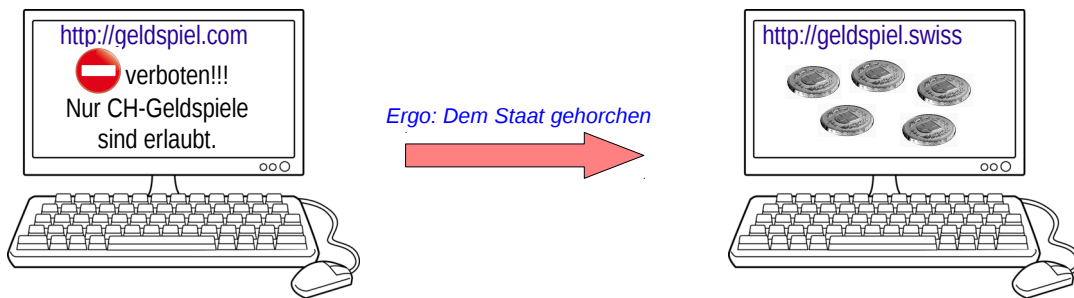 http://geldspiel.com
verboten!!!
Nur CH-Geldspiele
sind erlaubt.
Ergo: Dem Staat gehorchen
http://geldspiel.swiss